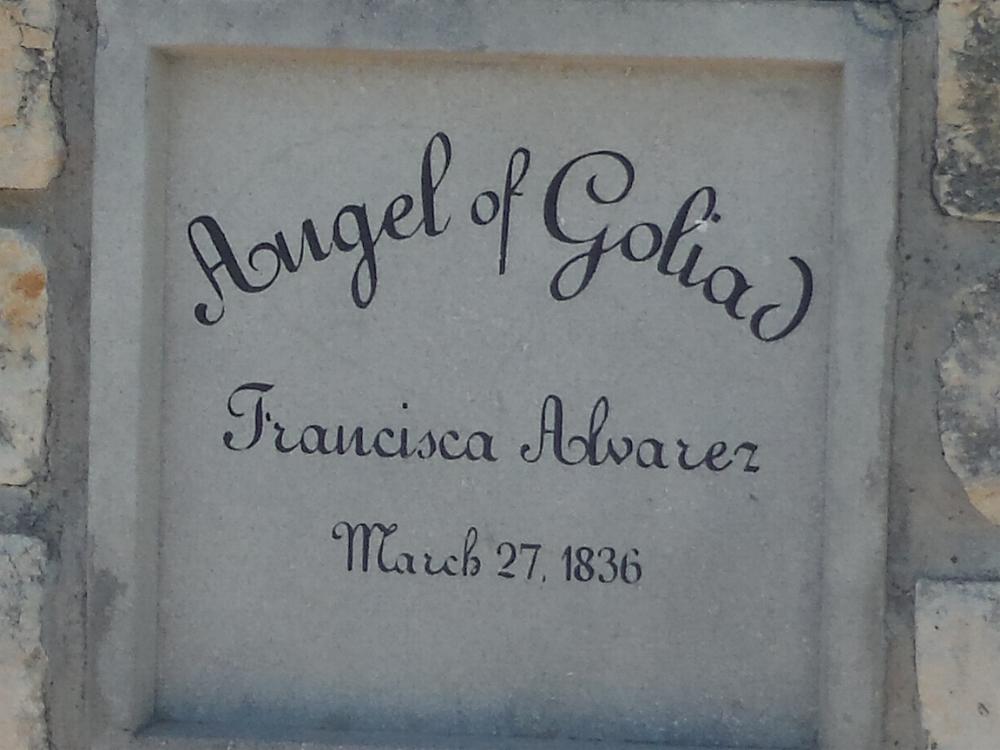 Angel of Goliad
Francisca Alvarez
March 27, 1836